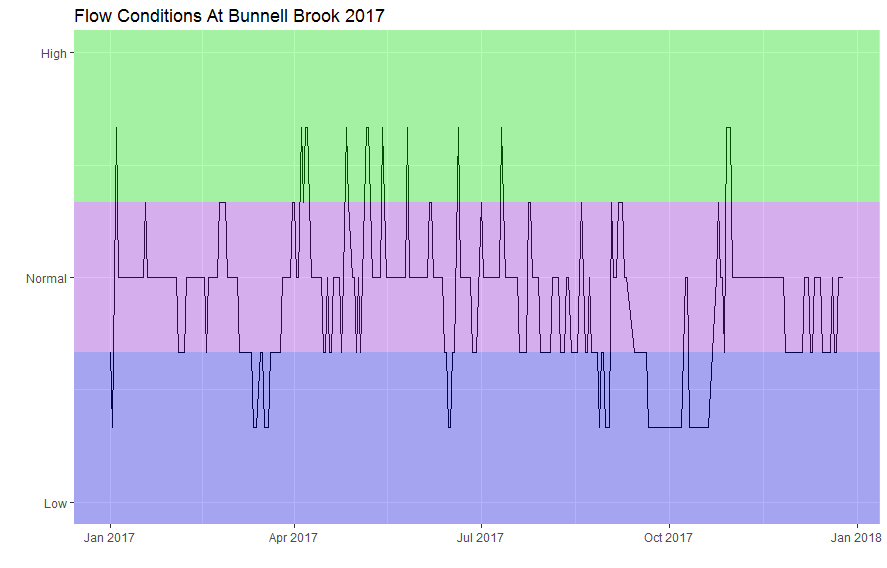 Flow Conditions At Bunnell Brook 2017
High
Normal
Low
Jan 2017 Apr 2017 Jul 2017 Oct 2017 Jan 2018